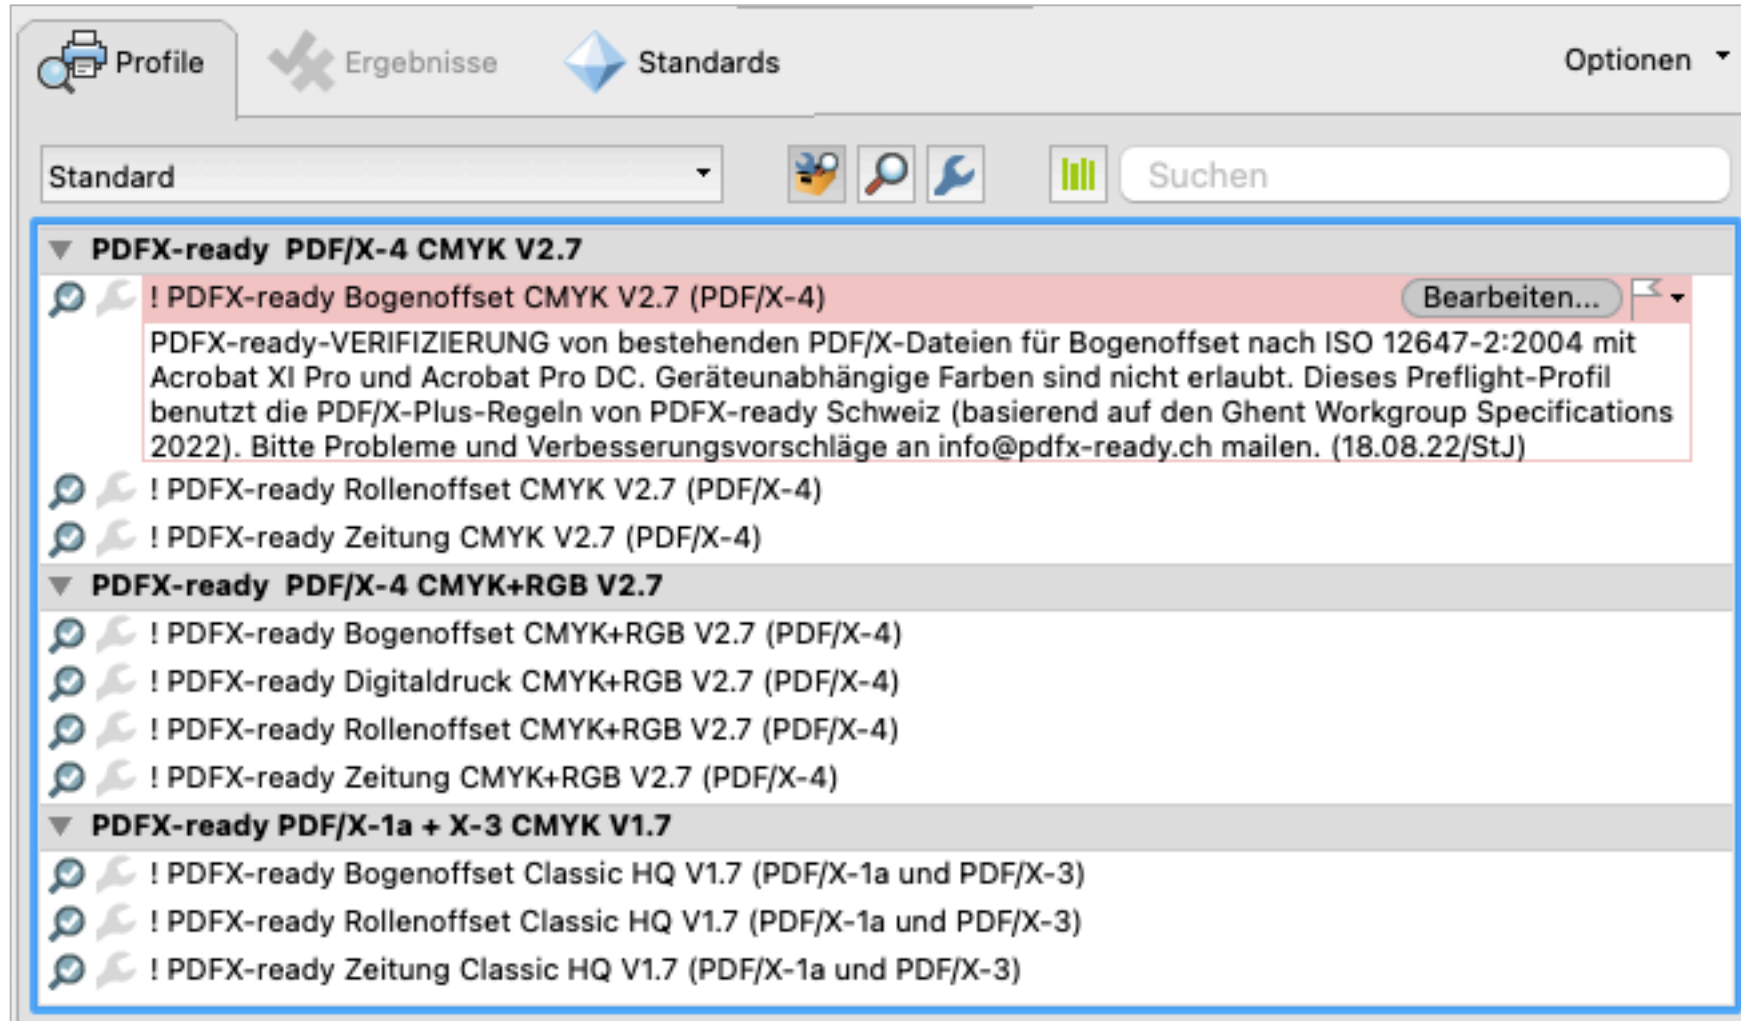 Profile
Ergebnisse
Standards
Optionen
Standard
Suchen
PDFX-ready  PDF/X-4 CMYK V2.7
! PDFX-ready Bogenoffset CMYK V2.7 (PDF/X-4)
Bearbeiten...
PDFX-ready-VERIFIZIERUNG von bestehenden PDF/X-Dateien für Bogenoffset nach ISO 12647-2:2004 mit
Acrobat XI Pro und Acrobat Pro DC. Geräteunabhängige Farben sind nicht erlaubt. Dieses Preflight-Profil
benutzt die PDF/X-Plus-Regeln von PDFX-ready Schweiz (basierend auf den Ghent Workgroup Specifications
2022). Bitte Probleme und Verbesserungsvorschläge an info@pdfx-ready.ch mailen. (18.08.22/StJ)
! PDFX-ready Rollenoffset CMYK V2.7 (PDF/X-4)
! PDFX-ready Zeitung CMYK V2.7 (PDF/X-4)
PDFX-ready  PDF/X-4 CMYK+RGB V2.7
! PDFX-ready Bogenoffset CMYK+RGB V2.7 (PDF/X-4)
! PDFX-ready Digitaldruck CMYK+RGB V2.7 (PDF/X-4)
! PDFX-ready Rollenoffset CMYK+RGB V2.7 (PDF/X-4)
! PDFX-ready Zeitung CMYK+RGB V2.7 (PDF/X-4)
PDFX-ready PDF/X-1a + X-3 CMYK V1.7
! PDFX-ready Bogenoffset Classic HQ V1.7 (PDF/X-1a und PDF/X-3)
! PDFX-ready Rollenoffset Classic HQ V1.7 (PDF/X-1a und PDF/X-3)
! PDFX-ready Zeitung Classic HQ V1.7 (PDF/X-1a und PDF/X-3)